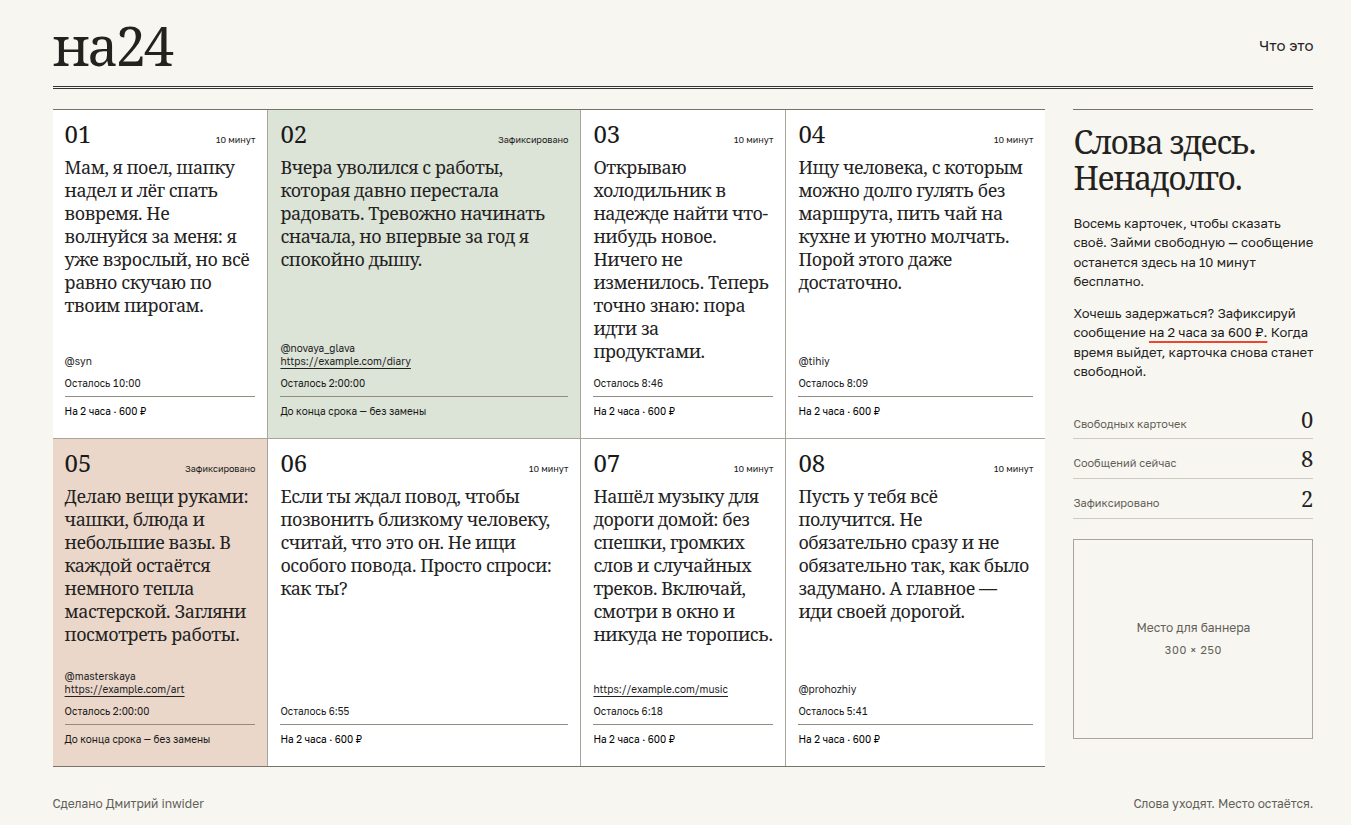 на24
Что это
01
10 минут
Мам, я поел, шапку
надел и лёг спать
вовремя. Не
волнуйся за меня: я
уже взрослый, но всё
равно скучаю по
твоим пирогам.
@syn
Осталось 10:00
На 2 часа · 600 ₽
02
Зафиксировано
Вчера уволился с работы,
которая давно перестала
радовать. Тревожно начинать
сначала, но впервые за год я
спокойно дышу.
@novaya_glava
https://example.com/diary
Осталось 2:00:00
До конца срока — без замены
03
10 минут
Открываю
холодильник в
надежде найти что-
нибудь новое.
Ничего не
изменилось. Теперь
точно знаю: пора
идти за
продуктами.
Осталось 8:46
На 2 часа · 600 ₽
04
10 минут
Ищу человека, с которым
можно долго гулять без
маршрута, пить чай на
кухне и уютно молчать.
Порой этого даже
достаточно.
@tihiy
Осталось 8:09
На 2 часа · 600 ₽
05
Зафиксировано
Делаю вещи руками:
чашки, блюда и
небольшие вазы. В
каждой остаётся
немного тепла
мастерской. Загляни
посмотреть работы.
@masterskaya
https://example.com/art
Осталось 2:00:00
До конца срока — без замены
06
10 минут
Если ты ждал повод, чтобы
позвонить близкому человеку,
считай, что это он. Не ищи
особого повода. Просто спроси:
как ты?
Осталось 6:55
На 2 часа · 600 ₽
07
10 минут
Нашёл музыку для
дороги домой: без
спешки, громких
слов и случайных
треков. Включай,
смотри в окно и
никуда не торопись.
https://example.com/music
Осталось 6:18
На 2 часа · 600 ₽
08
10 минут
Пусть у тебя всё
получится. Не
обязательно сразу и не
обязательно так, как было
задумано. А главное —
иди своей дорогой.
@prohozhiy
Осталось 5:41
На 2 часа · 600 ₽
Слова здесь.
Ненадолго.
Восемь карточек, чтобы сказать
своё. Займи свободную — сообщение
останется здесь на 10 минут
бесплатно.
Хочешь задержаться? Зафиксируй
сообщение на 2 часа за 600 ₽. Когда
время выйдет, карточка снова станет
свободной.
Свободных карточек 0
Сообщений сейчас 8
Зафиксировано 2
Место для баннера
300 × 250
Сделано Дмитрий inwider
Слова уходят. Место остаётся.